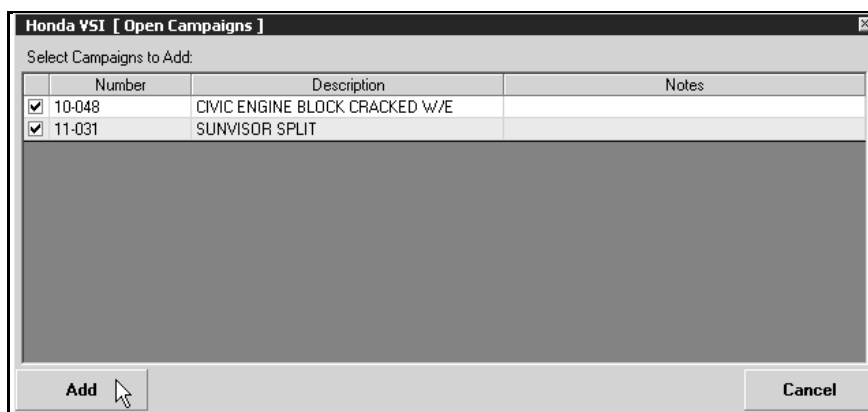 Honda VSI [ Open Campaigns ]
Select Campaigns to Add:
Number Description Notes
10-048 CIVIC ENGINE BLOCK CRACKED W/E
11-031 SUNVISOR SPLIT
Add Cancel